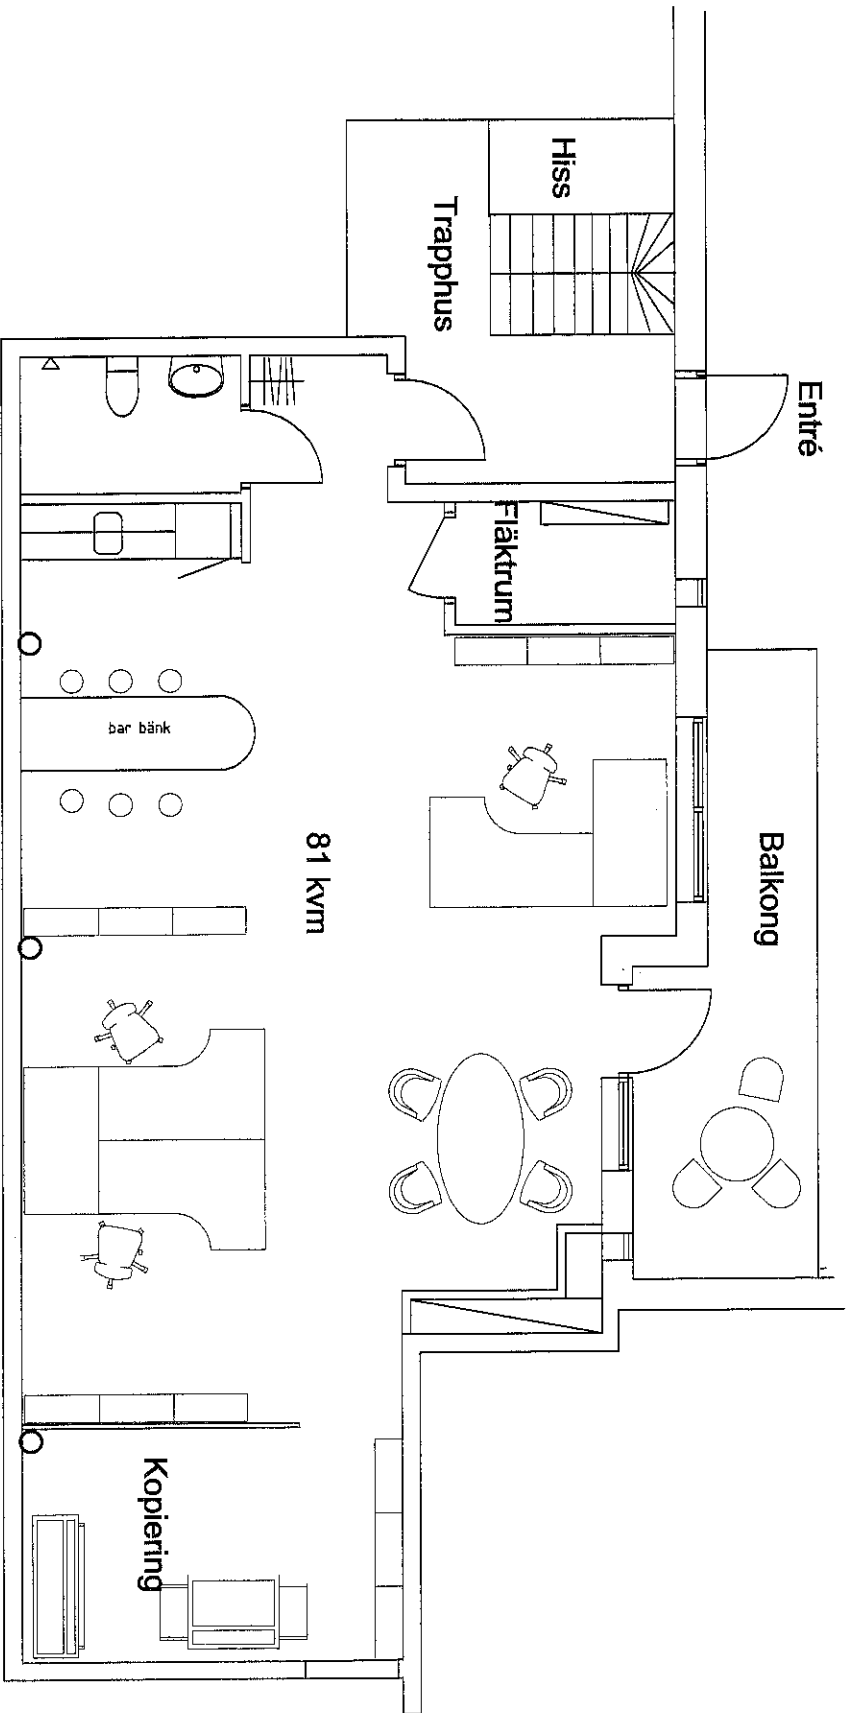 Entré
Hiss
Trapphus
Fläktrum
Balkong
81 kvm
bar bänk
Kopiering